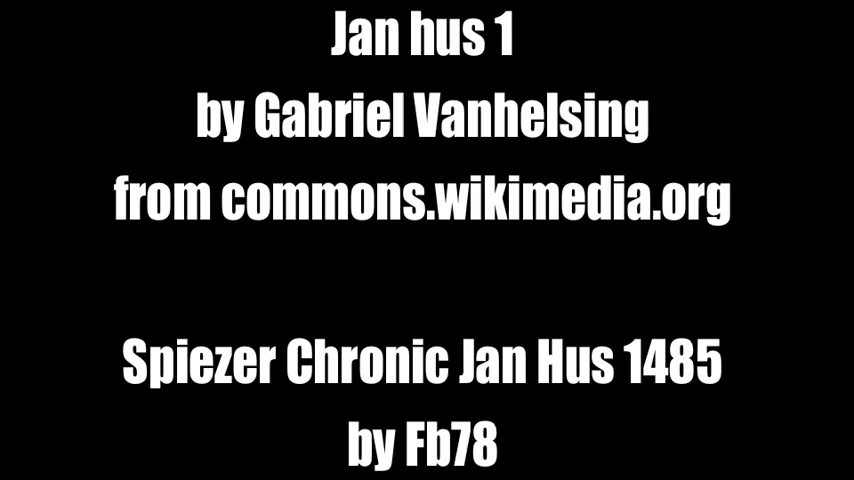 Jan hus 1
by Gabriel Vanhelsing
from commons.wikimedia.org
Spiezer Chronic Jan Hus 1485
by Fb78